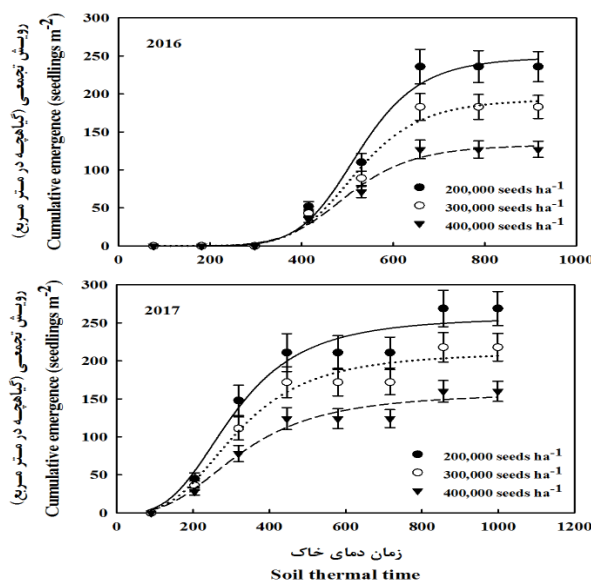 300
2016
250
200
150
100
50
0
200,000 seeds ha⁻¹
300,000 seeds ha⁻¹
400,000 seeds ha⁻¹
0 200 400 600 800 1000
رویش تجمعی (گیاهچه در متر مربع)
Cumulative emergence (seedlings m⁻²)
300
2017
250
200
150
100
50
0
200,000 seeds ha⁻¹
300,000 seeds ha⁻¹
400,000 seeds ha⁻¹
0 200 400 600 800 1000 1200
رویش تجمعی (گیاهچه در متر مربع)
Cumulative emergence (seedlings m⁻²)
زمان دمای خاک
Soil thermal time